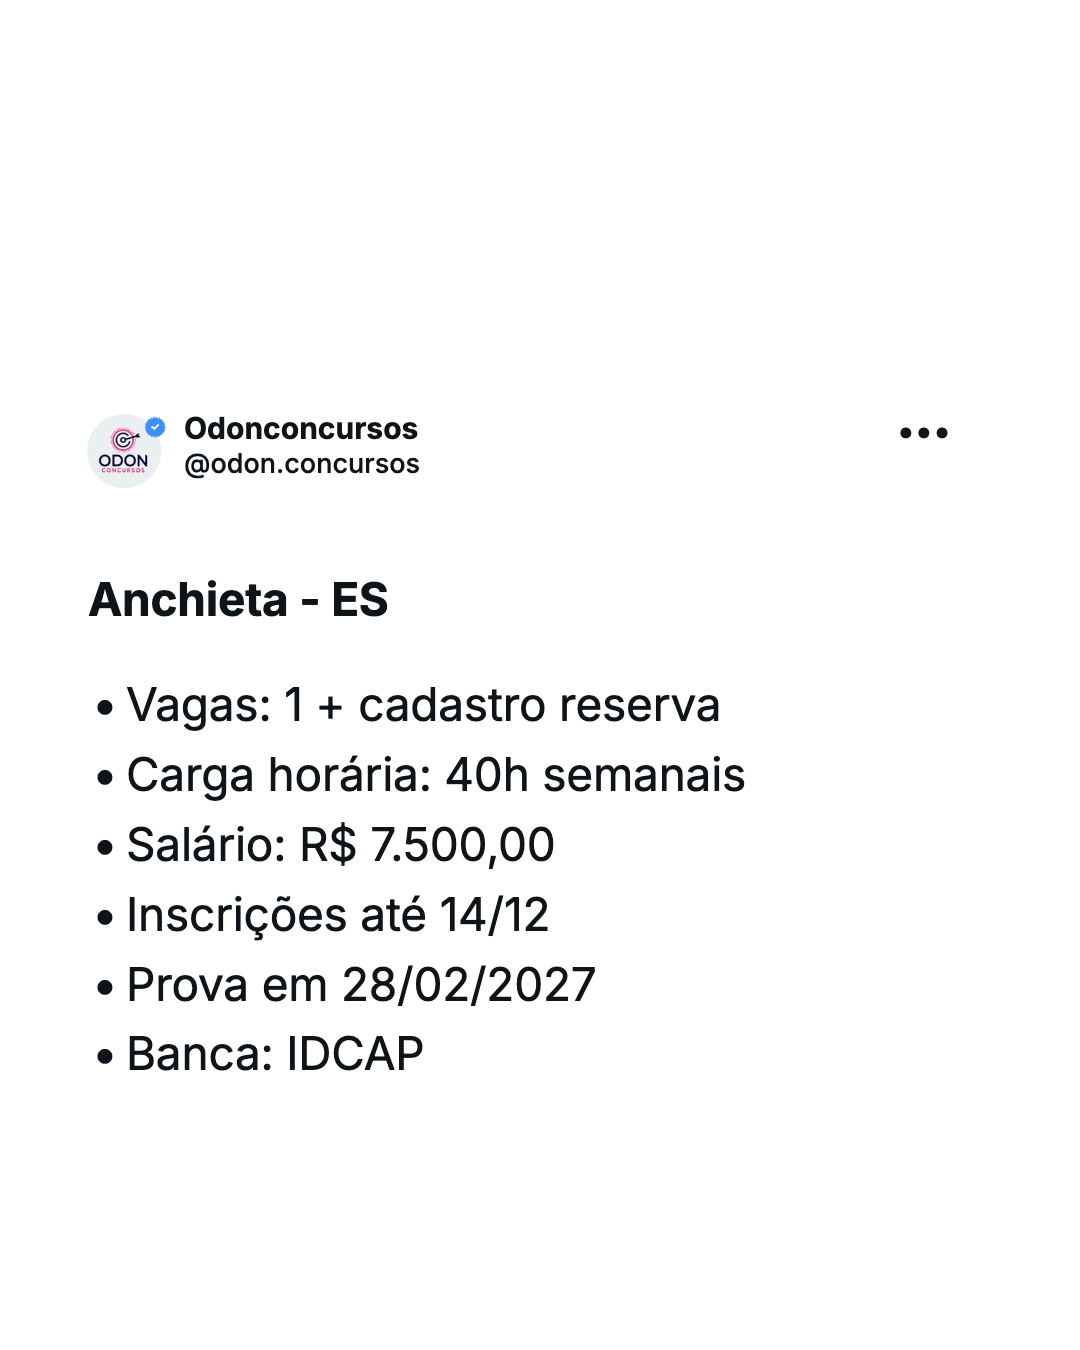 ODON
CONCURSOS
Odonconcursos
@odon.concursos
Anchieta - ES
• Vagas: 1 + cadastro reserva
• Carga horária: 40h semanais
• Salário: R$ 7.500,00
• Inscrições até 14/12
• Prova em 28/02/2027
• Banca: IDCAP